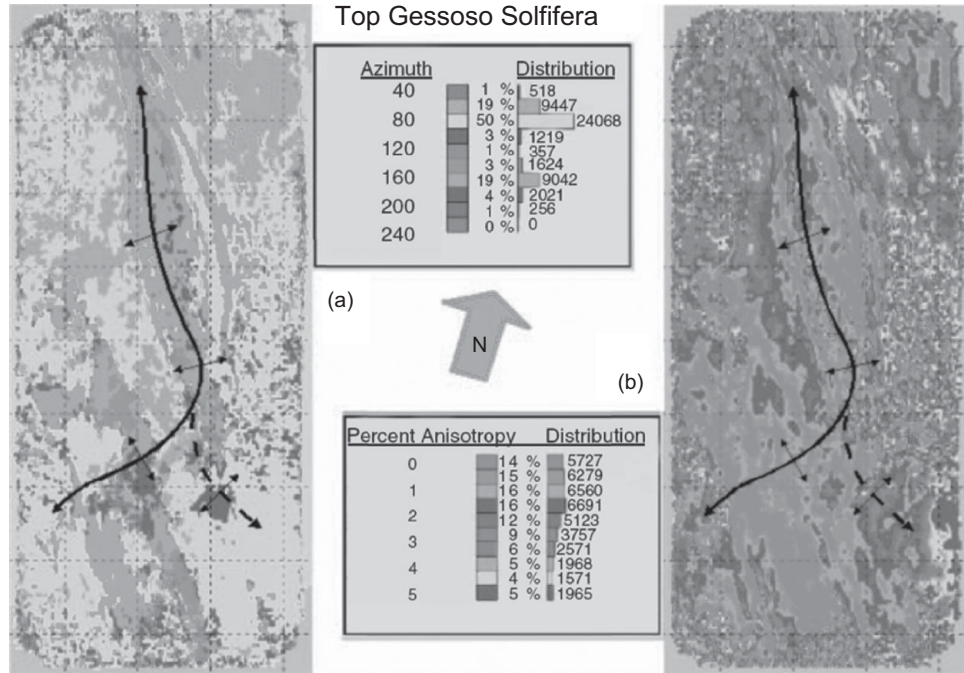 Top Gessoso Solfifera
Azimuth Distribution
40 1 % 518
19 % 9447
80 50 % 24068
3 % 1219
120 1 % 357
3 % 1624
160 19 % 9042
4 % 2021
200 1 % 256
240 0 % 0
(a)
N
(b)
Percent Anisotropy Distribution
0 14 % 5727
15 % 6279
1 16 % 6560
16 % 6691
2 12 % 5123
3 9 % 3757
6 % 2571
4 5 % 1968
4 % 1571
5 5 % 1965